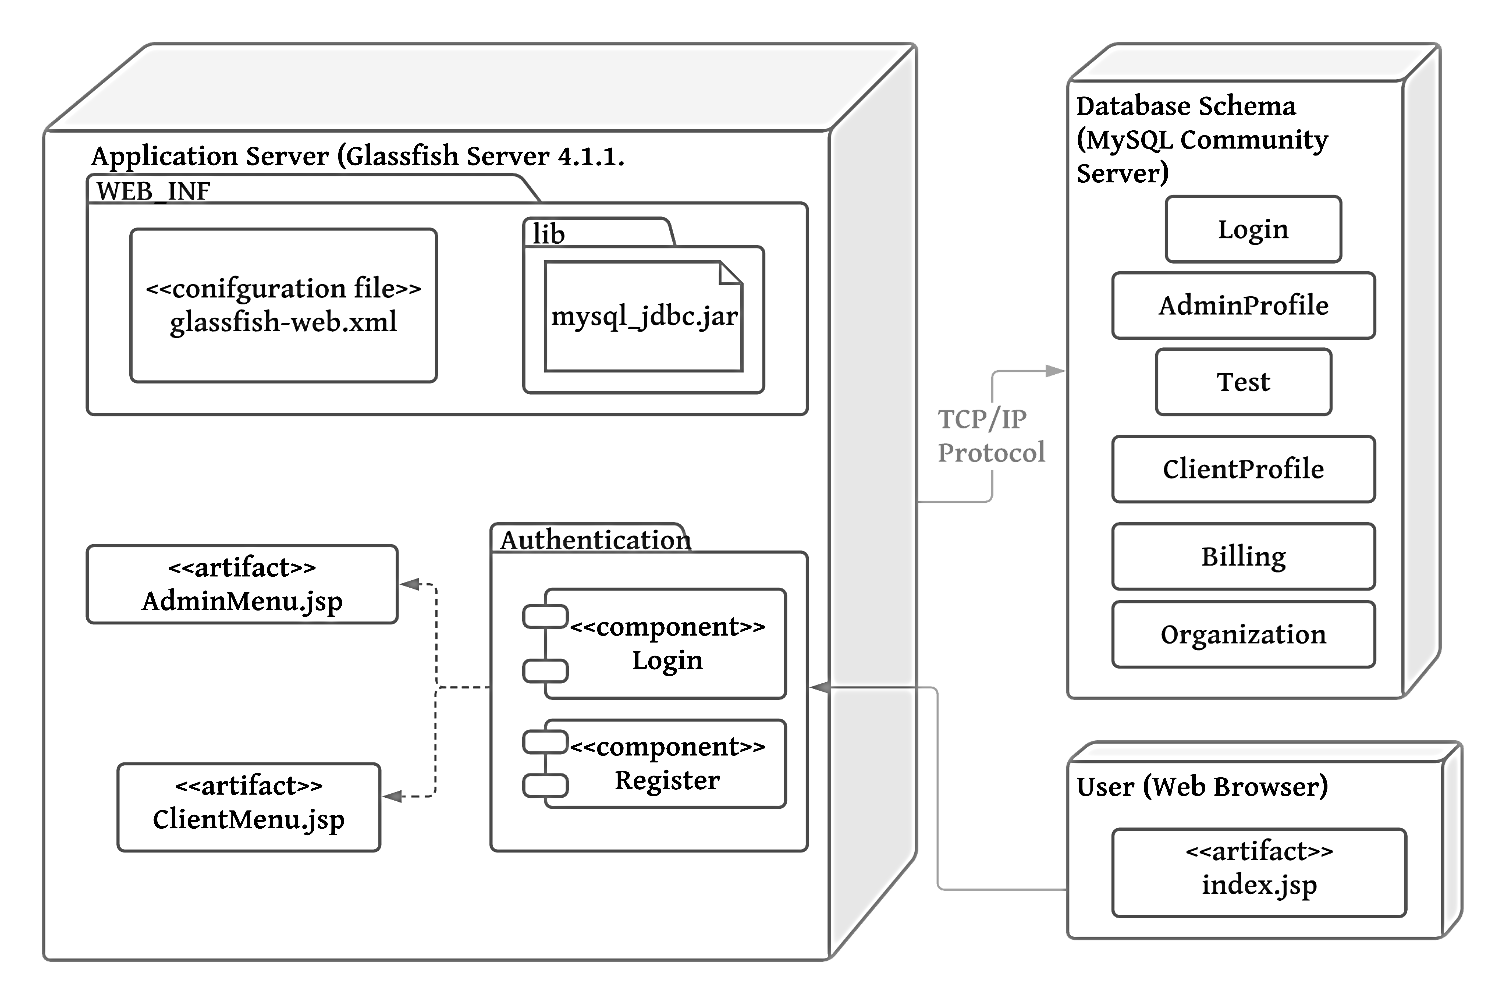 Application Server (Glassfish Server 4.1.1.
WEB_INF
<<conifguration file>>
glassfish-web.xml
lib
mysql_jdbc.jar
Authentication
<<component>>
Login
<<component>>
Register
<<artifact>>
AdminMenu.jsp
<<artifact>>
ClientMenu.jsp
TCP/IP
Protocol
Database Schema
(MySQL Community
Server)
Login
AdminProfile
Test
ClientProfile
Billing
Organization
User (Web Browser)
<<artifact>>
index.jsp